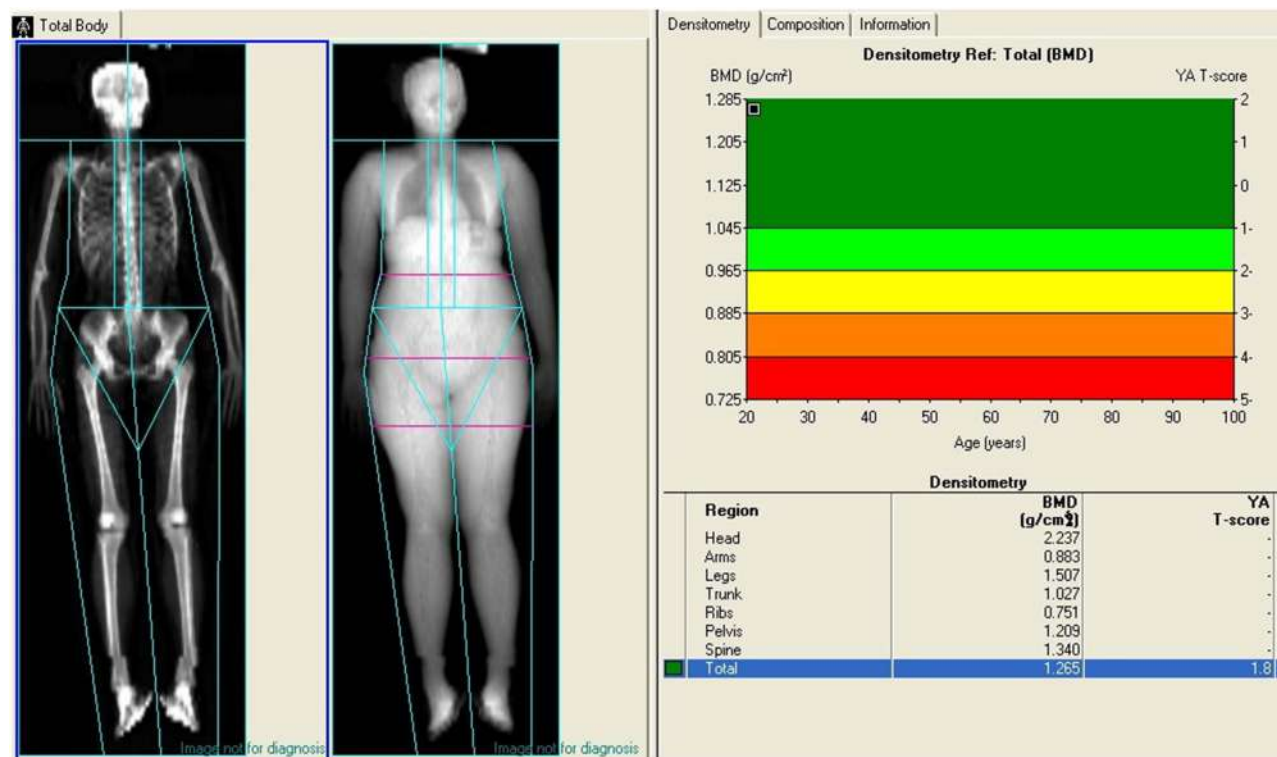 Total Body
Image not for diagnosis
Image not for diagnosis
Densitometry Composition Information
Densitometry Ref: Total (BMD)
BMD (g/cm²) YA T-score
1.285 2
1.205 1
1.125 0
1.045 1-
0.965 2-
0.885 3-
0.805 4-
0.725 5-
20 30 40 50 60 70 80 90 100
Age (years)
Densitometry
Region BMD (g/cm²) YA T-score
Head 2.237 -
Arms 0.883 -
Legs 1.507 -
Trunk 1.027 -
Ribs 0.751 -
Pelvis 1.209 -
Spine 1.340 -
Total 1.265 1.8